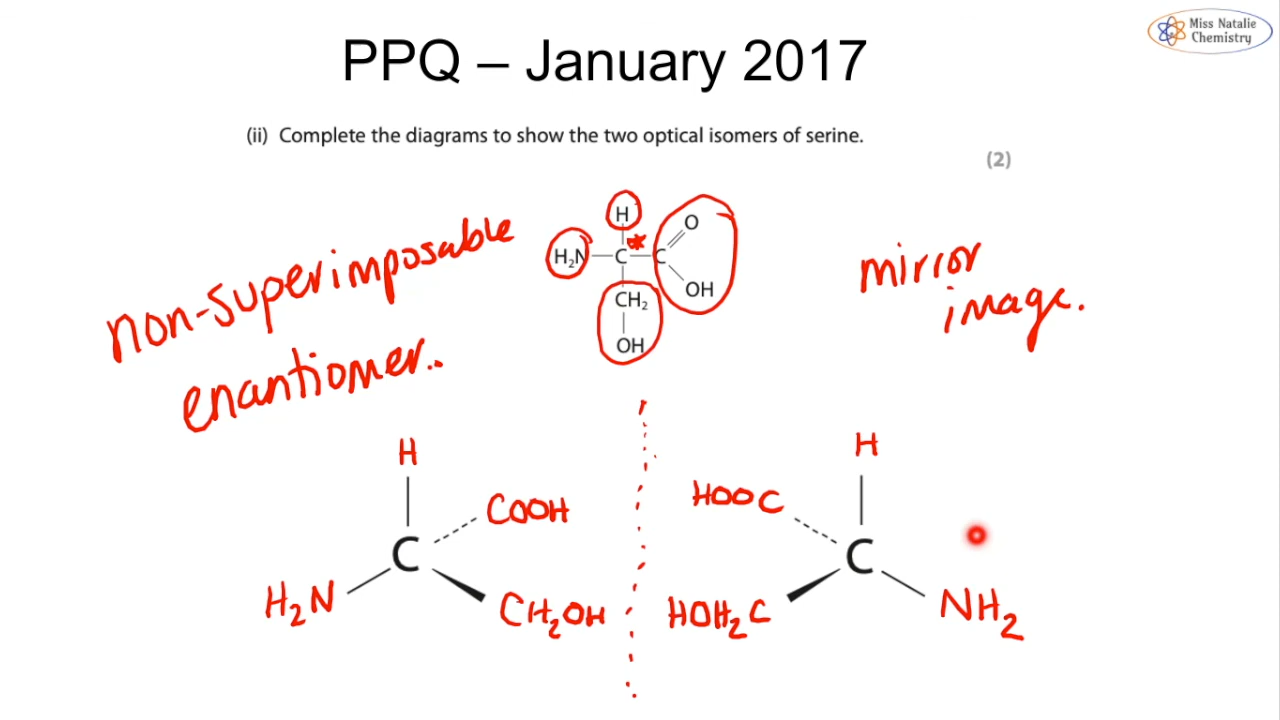 Miss Natalie
Chemistry
PPQ – January 2017
(ii) Complete the diagrams to show the two optical isomers of serine.
(2)
H
O
H₂N C C
OH
CH₂
OH
non-superimposable
enantiomer..
mirror
image.
H
COOH
C
H₂N
CH₂OH
H
HOOC
C
HOH₂C
NH₂